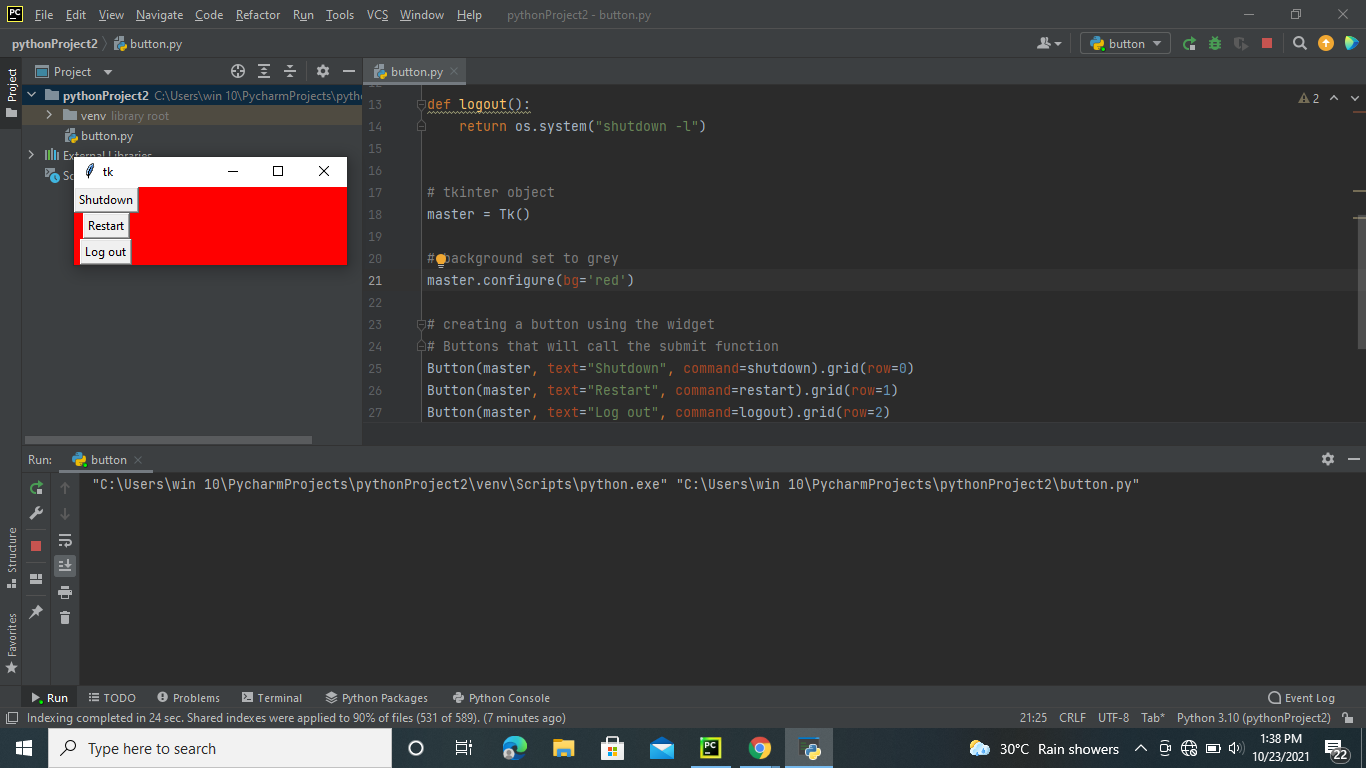 PC File Edit View Navigate Code Refactor Run Tools VCS Window Help pythonProject2 - button.py
pythonProject2 button.py button
Project button.py
pythonProject2 C:\Users\win 10\PycharmProjects\pytho
venv library root
button.py
External Libraries
Sc
tk
Shutdown
Restart
Log out
2
12
13 def logout():
14 return os.system("shutdown -l")
15
16
17 # tkinter object
18 master = Tk()
19
20 # background set to grey
21 master.configure(bg='red')
22
23 # creating a button using the widget
24 # Buttons that will call the submit function
25 Button(master, text="Shutdown", command=shutdown).grid(row=0)
26 Button(master, text="Restart", command=restart).grid(row=1)
27 Button(master, text="Log out", command=logout).grid(row=2)
Project
Structure
Favorites
Run: button
"C:\Users\win 10\PycharmProjects\pythonProject2\venv\Scripts\python.exe" "C:\Users\win 10\PycharmProjects\pythonProject2\button.py"
Run TODO Problems Terminal Python Packages Python Console Event Log
Indexing completed in 24 sec. Shared indexes were applied to 90% of files (531 of 589). (7 minutes ago) 21:25 CRLF UTF-8 Tab* Python 3.10 (pythonProject2)
Type here to search PC 30°C Rain showers 1:38 PM
10/23/2021 22